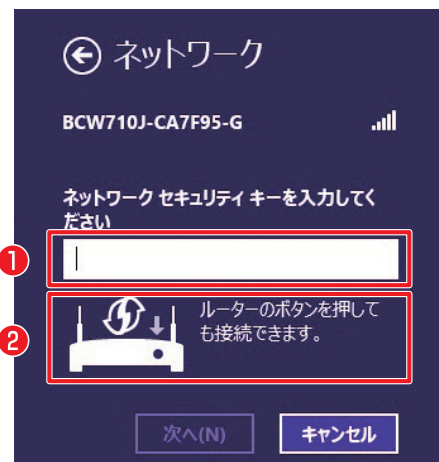 ネットワーク
BCW710J-CA7F95-G
ネットワーク セキュリティ キーを入力してく
ださい
1
2
ルーターのボタンを押して
も接続できます。
次へ(N)
キャンセル